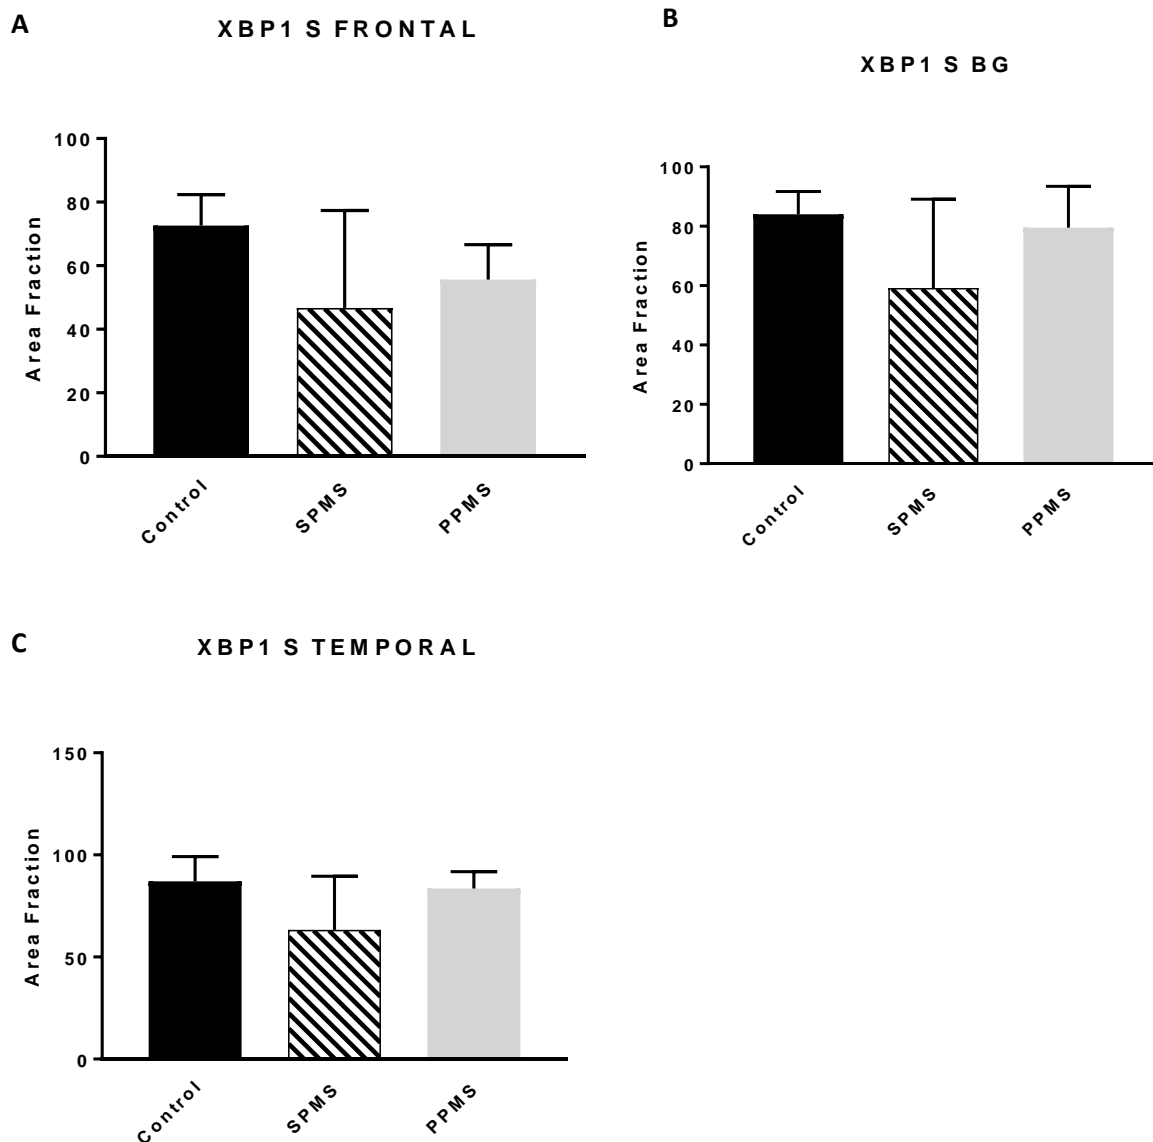 A
XBP1 S FRONTAL
100
80
60
40
20
0
Area Fraction
Control
SPMS
PPMS
B
XBP1 S BG
100
80
60
40
20
0
Area Fraction
Control
SPMS
PPMS
C
XBP1 S TEMPORAL
150
100
50
0
Area Fraction
Control
SPMS
PPMS